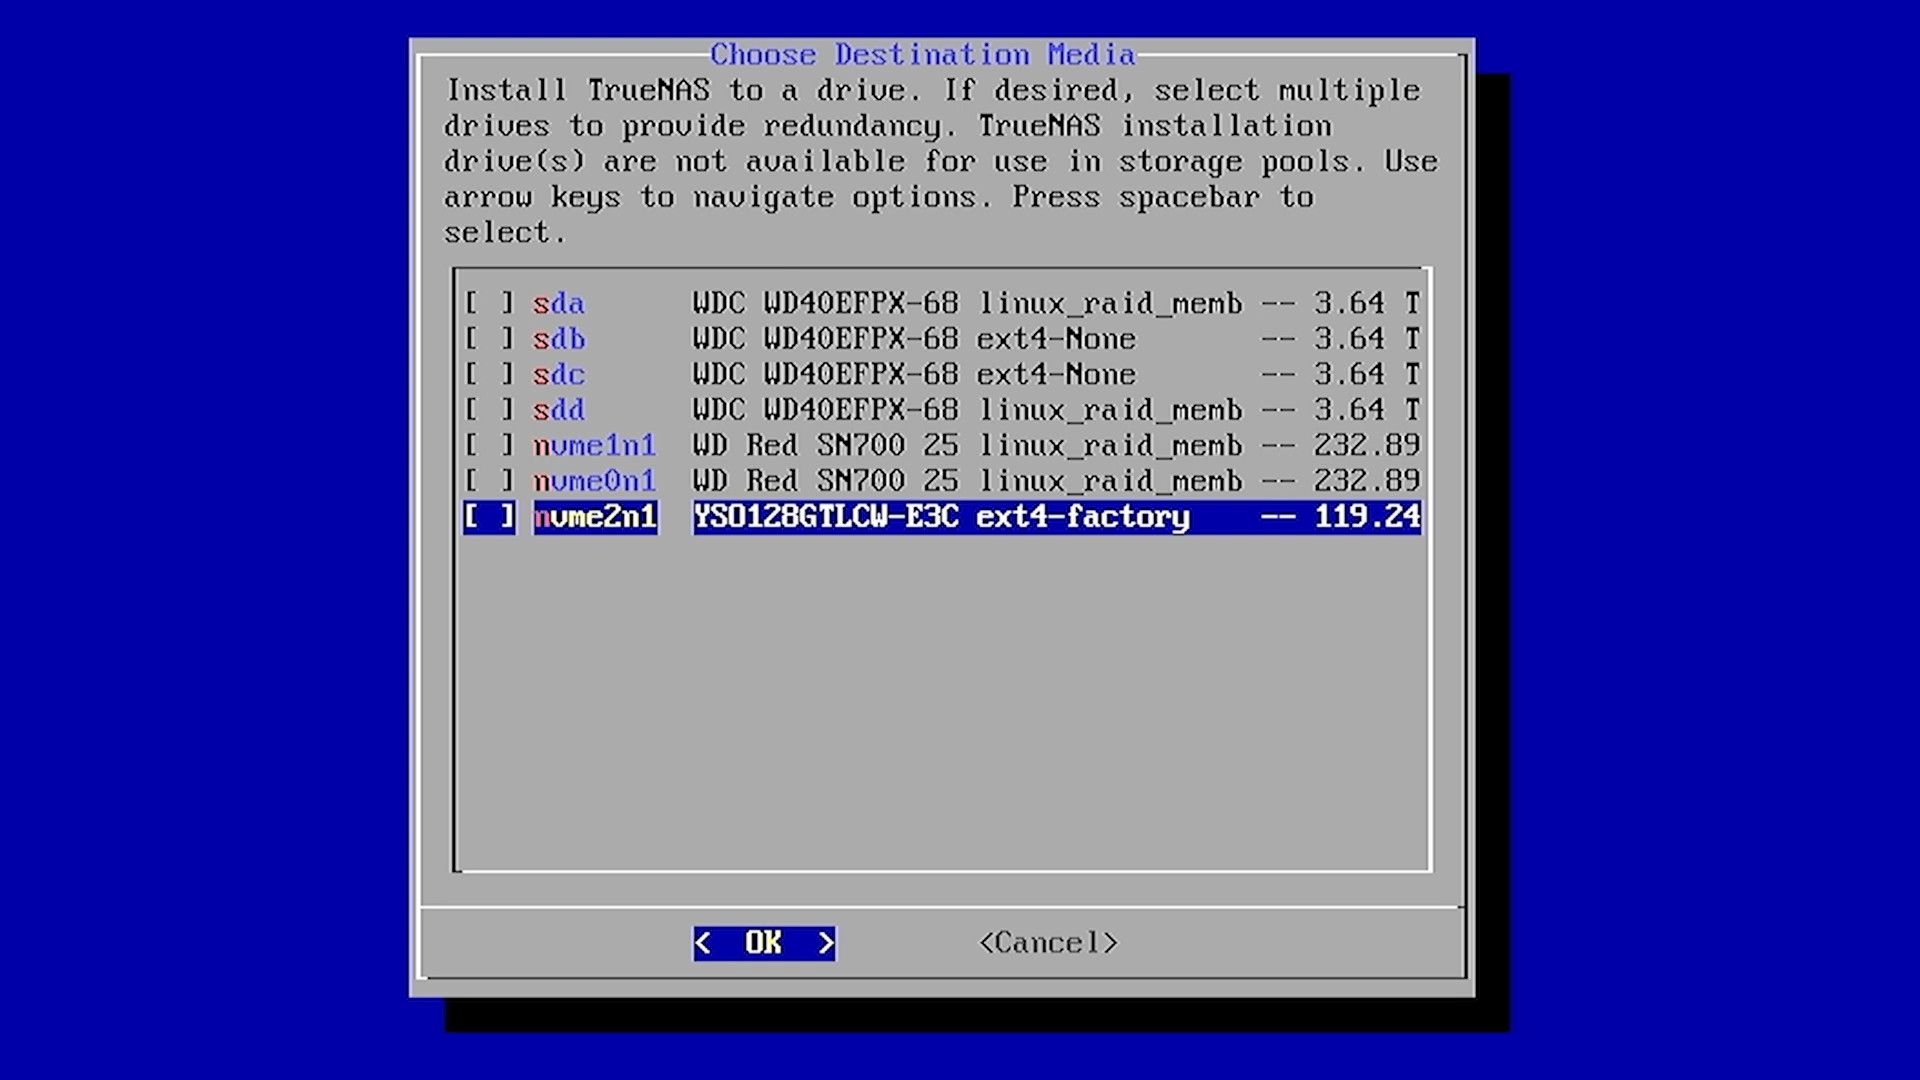 Choose Destination Media
Install TrueNAS to a drive. If desired, select multiple
drives to provide redundancy. TrueNAS installation
drive(s) are not available for use in storage pools. Use
arrow keys to navigate options. Press spacebar to
select.
[ ] sda WDC WD40EFPX-68 linux_raid_memb -- 3.64 T
[ ] sdb WDC WD40EFPX-68 ext4-None -- 3.64 T
[ ] sdc WDC WD40EFPX-68 ext4-None -- 3.64 T
[ ] sdd WDC WD40EFPX-68 linux_raid_memb -- 3.64 T
[ ] nvme1n1 WD Red SN700 25 linux_raid_memb -- 232.89
[ ] nvme0n1 WD Red SN700 25 linux_raid_memb -- 232.89
[ ] nvme2n1 YSO128GTLCW-E3C ext4-factory -- 119.24
< OK > <Cancel>